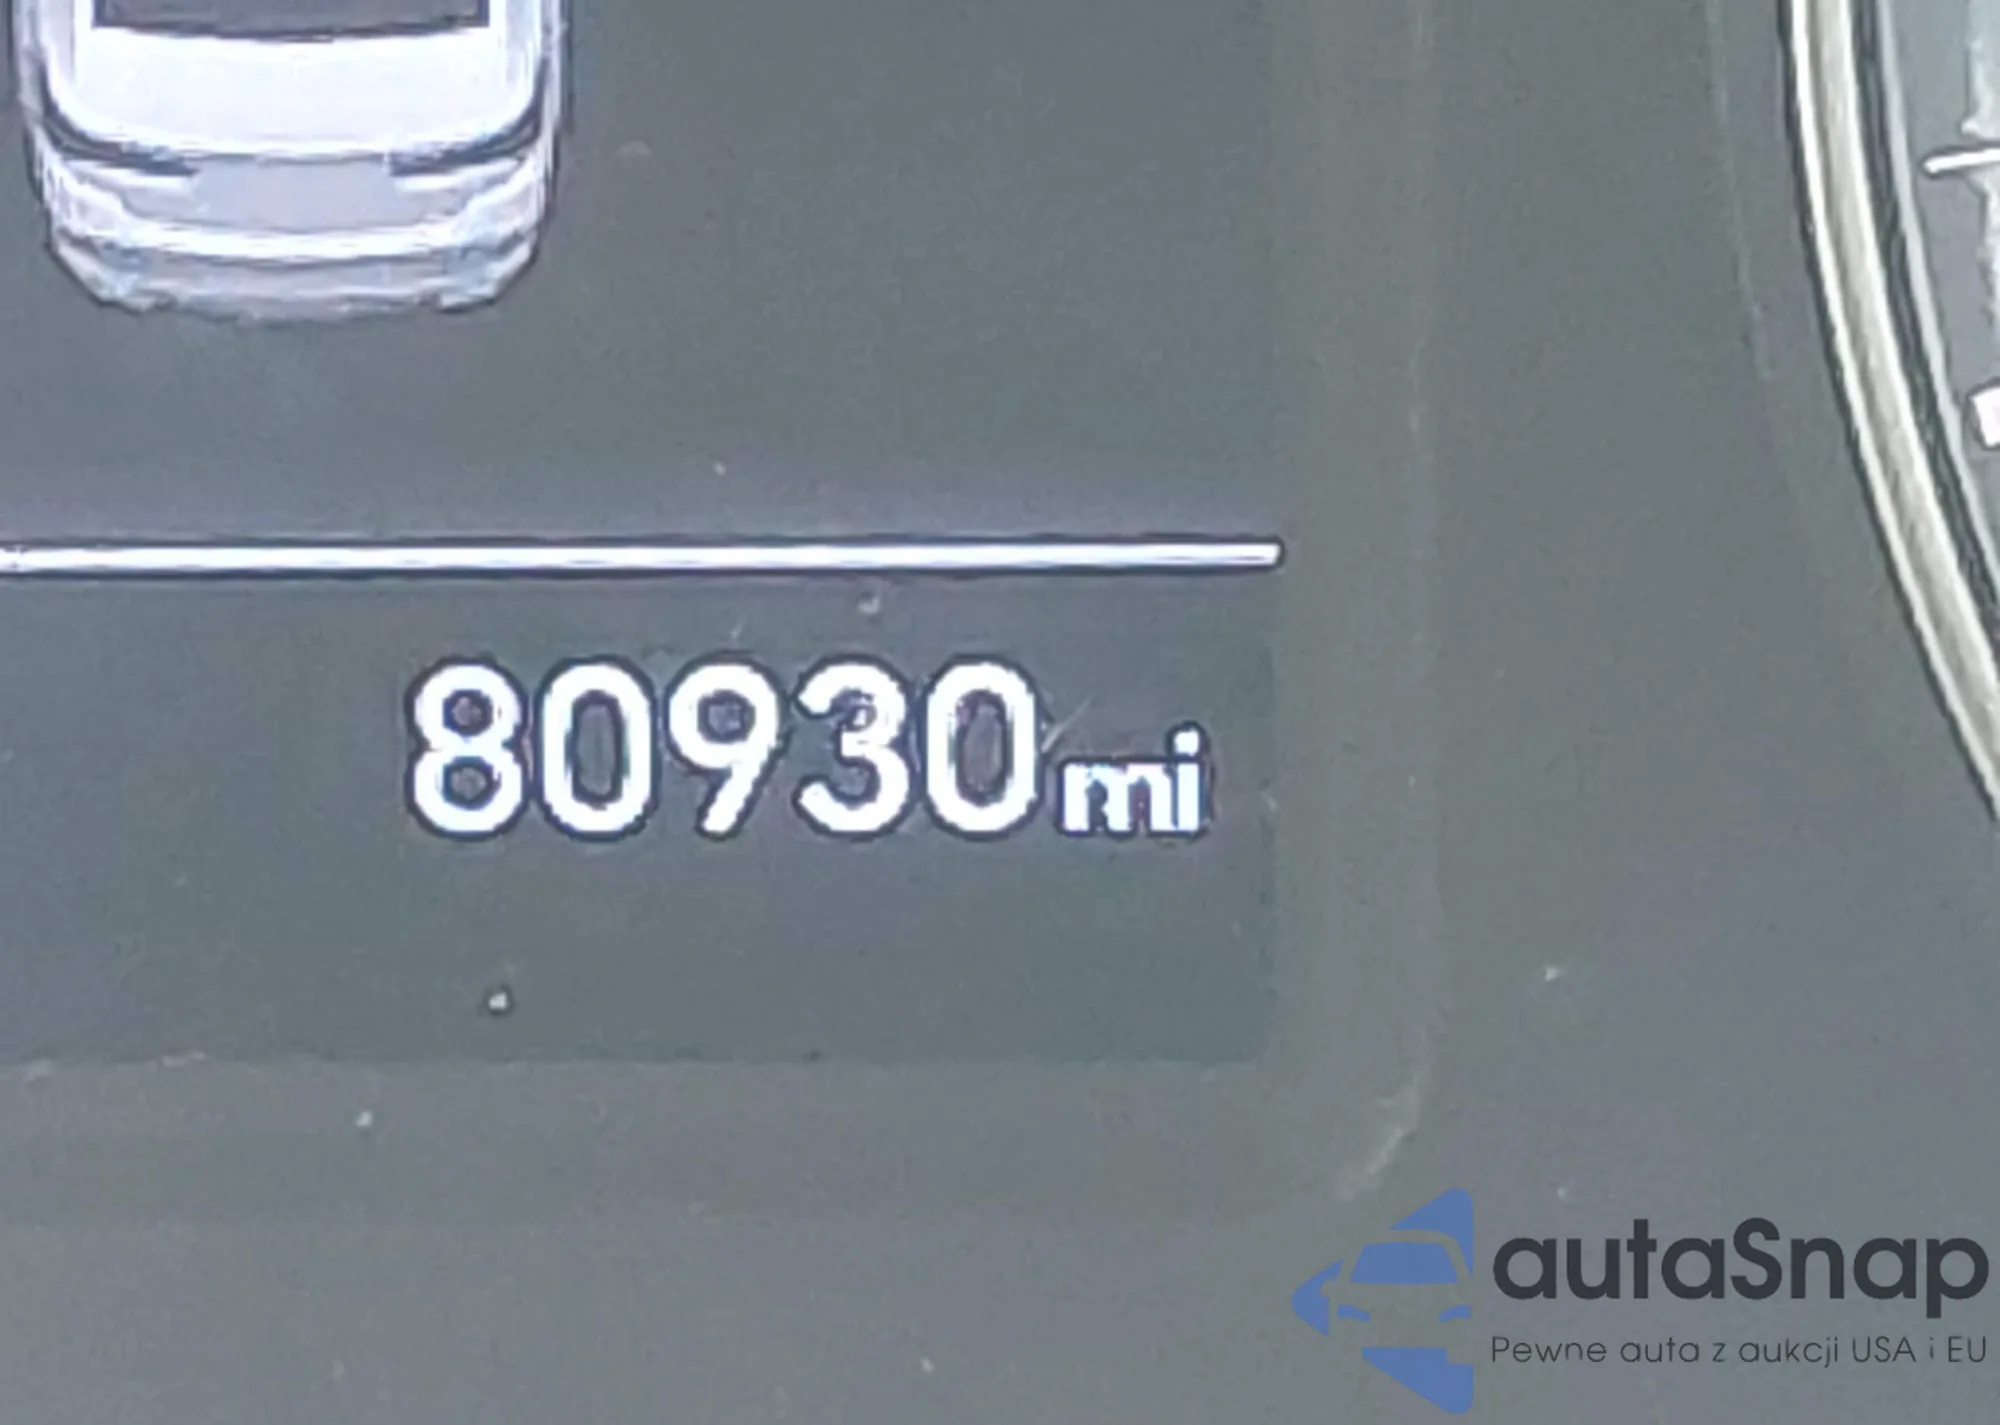 80930mi
autaSnap
Pewne auta z aukcji USA i EU